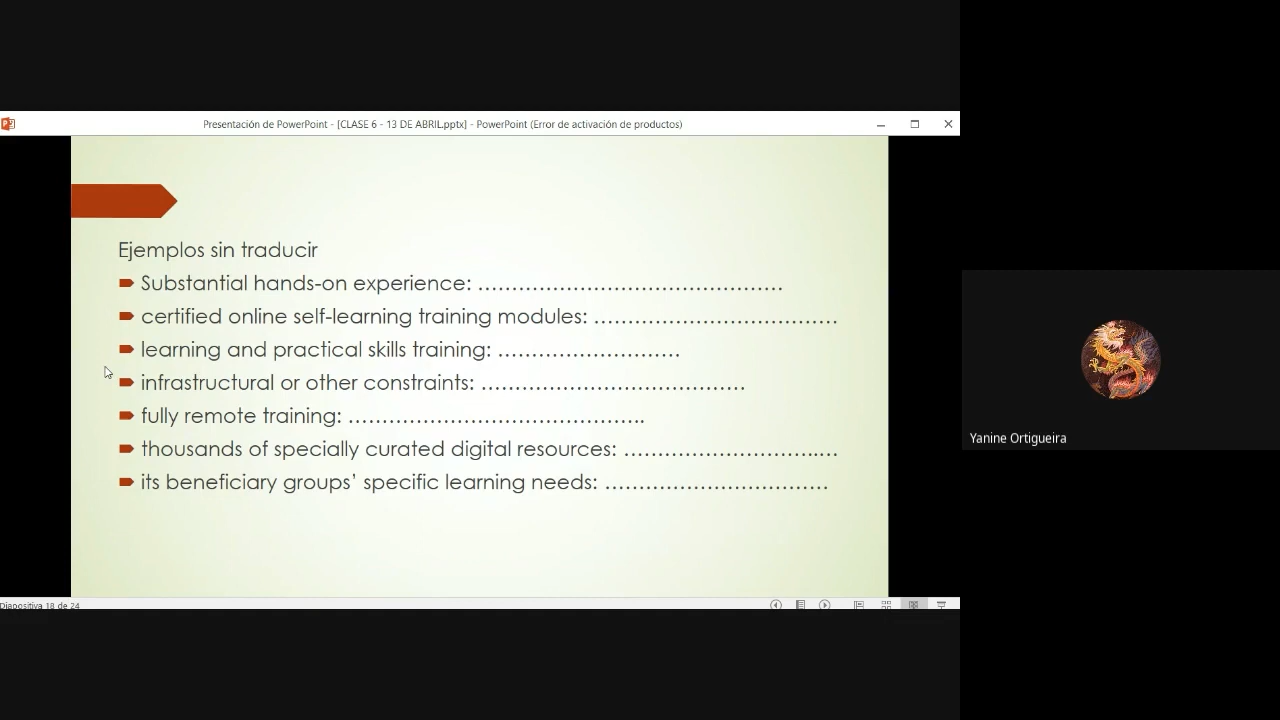 Presentación de PowerPoint - [CLASE 6 - 13 DE ABRIL.pptx] - PowerPoint (Error de activación de productos)
Ejemplos sin traducir
Substantial hands-on experience: ………………………………………
certified online self-learning training modules: ………………………………
learning and practical skills training: ………………………
infrastructural or other constraints: …………………………………
fully remote training: ……………………………………..
thousands of specially curated digital resources: ………………………..….
its beneficiary groups’ specific learning needs: ……………………………
Yanine Ortigueira
Diapositiva 18 de 24